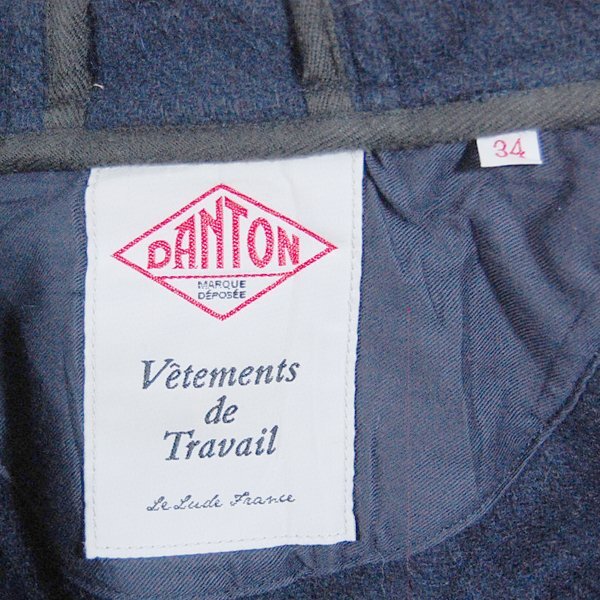 34
DANTON
MARQUE
DÉPOSÉE
Vêtements
de
Travail
Le Lude France